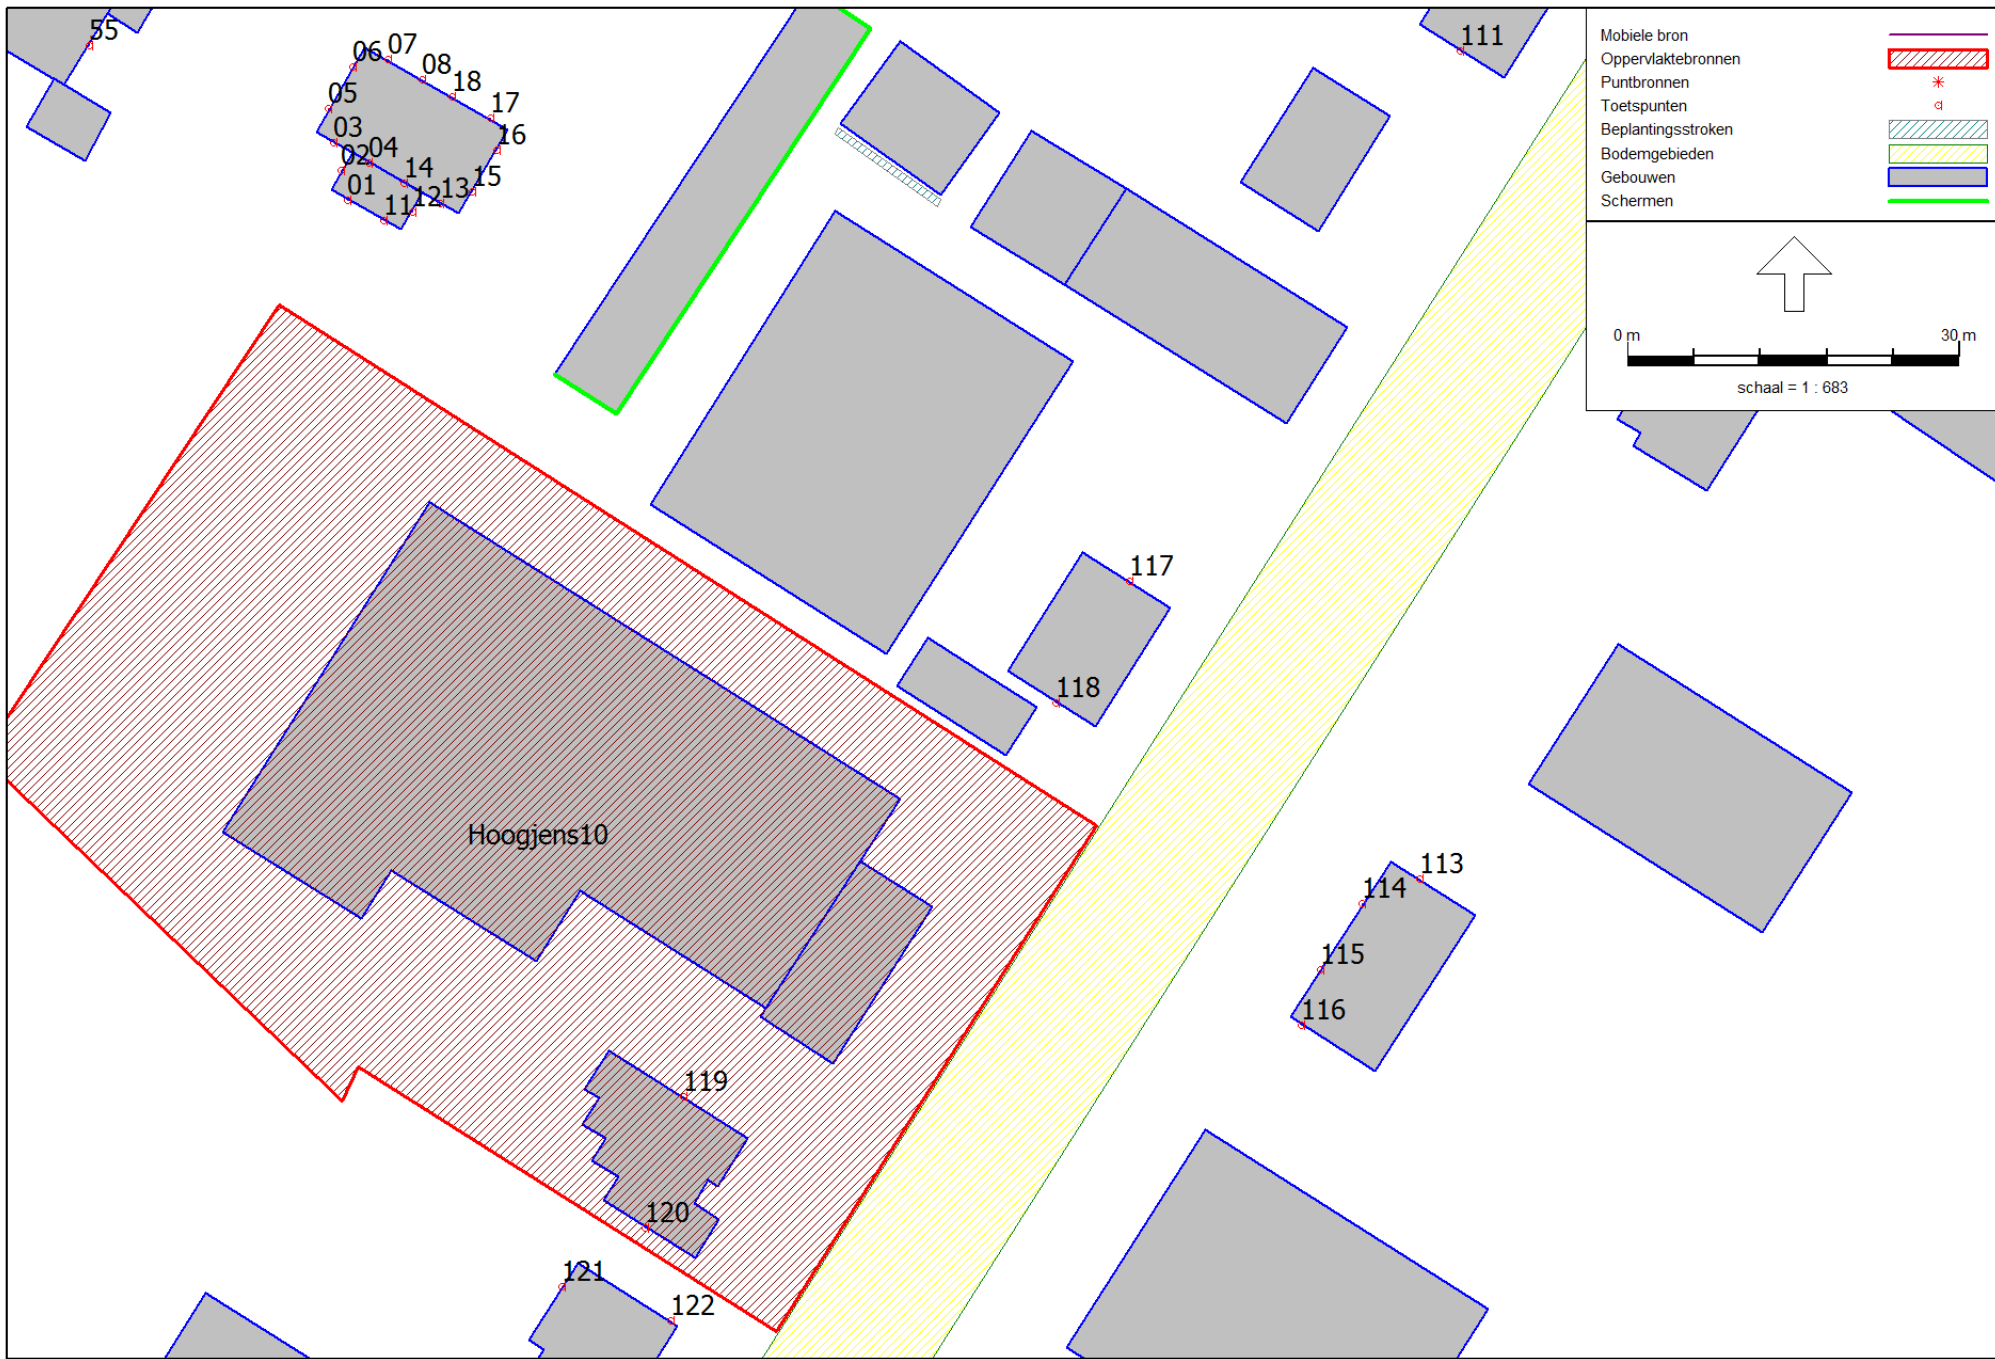 55
06
07
08
18
17
16
05
03
02
04
14
15
01
13
12
11
111
Mobiele bron
Oppervlaktebronnen
Puntbronnen
Toetspunten
Beplantingsstroken
Bodemgebieden
Gebouwen
Schermen
0 m
30 m
schaal = 1 : 683
117
118
Hoogjens10
113
114
115
116
119
120
121
122